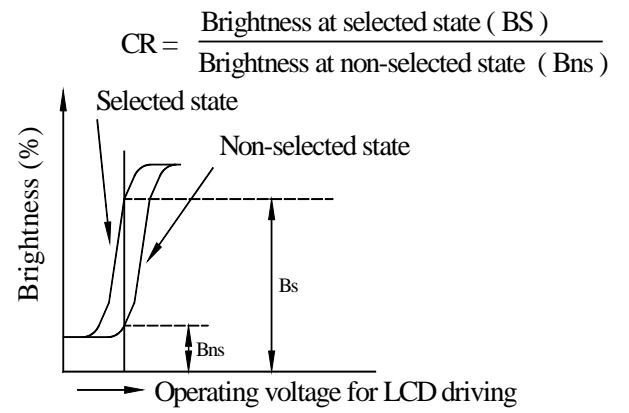 CR = Brightness at selected state ( BS )
Brightness at non-selected state ( Bns )
Selected state
Non-selected state
Brightness (%)
Bs
Bns
Operating voltage for LCD driving